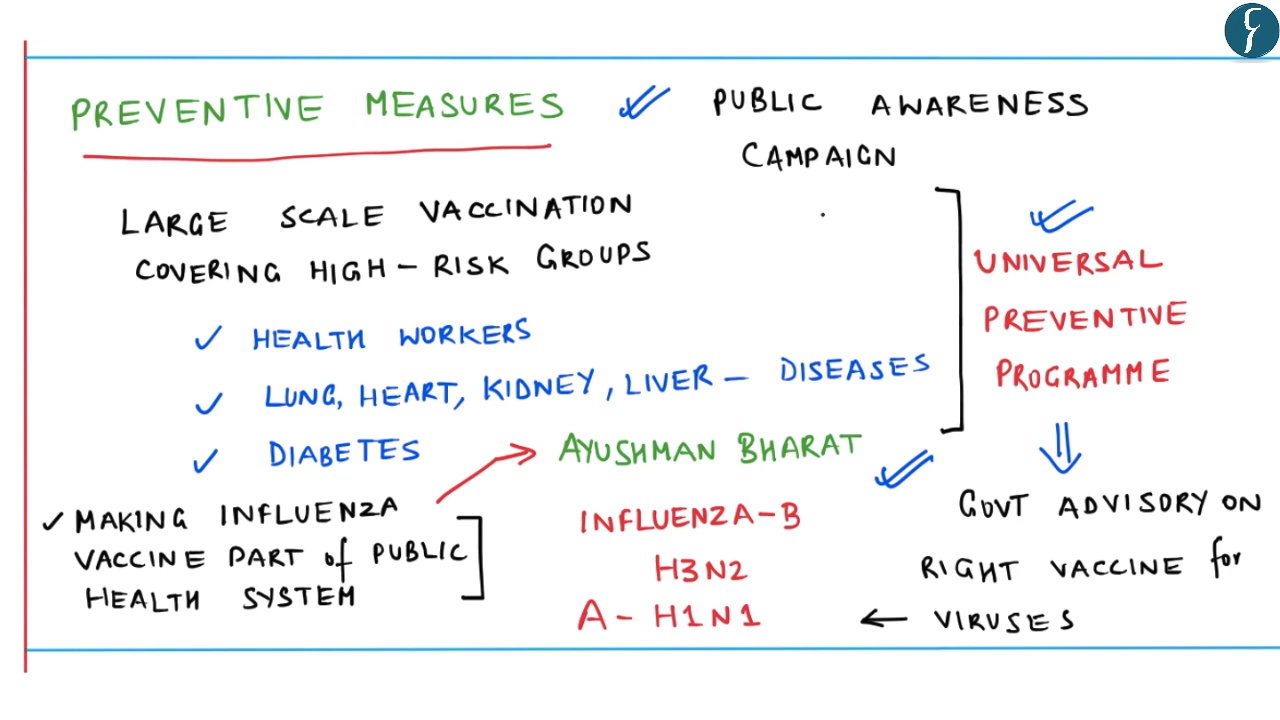 PREVENTIVE MEASURES
PUBLIC AWARENESS
CAMPAIGN
LARGE SCALE VACCINATION
COVERING HIGH-RISK GROUPS
HEALTH WORKERS
LUNG, HEART, KIDNEY, LIVER - DISEASES
DIABETES
UNIVERSAL
PREVENTIVE
PROGRAMME
AYUSHMAN BHARAT
MAKING INFLUENZA
VACCINE PART of PUBLIC
HEALTH SYSTEM
INFLUENZA-B
H3N2
A- H1N1
GOVT ADVISORY ON
RIGHT VACCINE for
VIRUSES